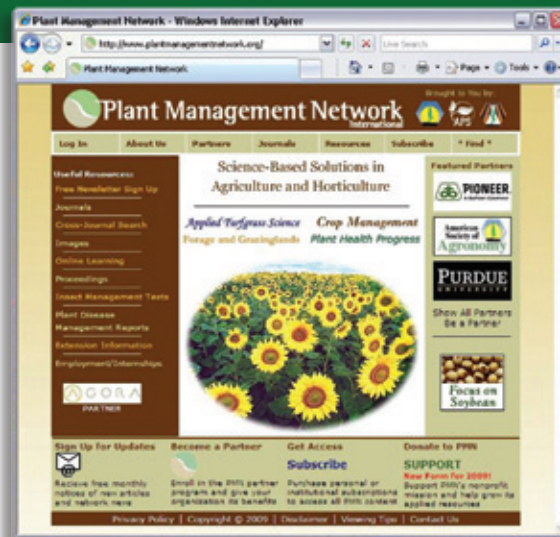 Plant Management Network - Windows Internet Explorer
http://www.plantmanagementnetwork.org/
Live Search
Plant Management Network
Page
Tools
Brought to You by:
Plant Management Network
International
APS
Log In
About Us
Partners
Journals
Resources
Subscribe
* Find *
Useful Resources:
Free Newsletter Sign Up
Journals
Cross-Journal Search
Images
Online Learning
Proceedings
Insect Management Tests
Plant Disease
Management Reports
Extension Information
Employment/Internships
AGORA
PARTNER
Science-Based Solutions in
Agriculture and Horticulture
Applied Turfgrass Science
Crop Management
Forage and Grazinglands
Plant Health Progress
Featured Partners
PIONEER
American
Society of
Agronomy
PURDUE
UNIVERSITY
Show All Partners
Be a Partner
Focus on
Soybean
Sign Up for Updates
Recieve free monthly
notices of new articles
and network news
Become a Partner
Enroll in the PMN partner
program and give your
organization its benefits
Get Access
Subscribe
Purchase personal or
institutional subscriptions
to access all PMN content
Donate to PMN
SUPPORT
New Form for 2009!
Support PMN's nonprofit
mission and help grow its
applied resources
Privacy Policy | Copyright © 2009 | Disclaimer | Viewing Tips | Contact Us